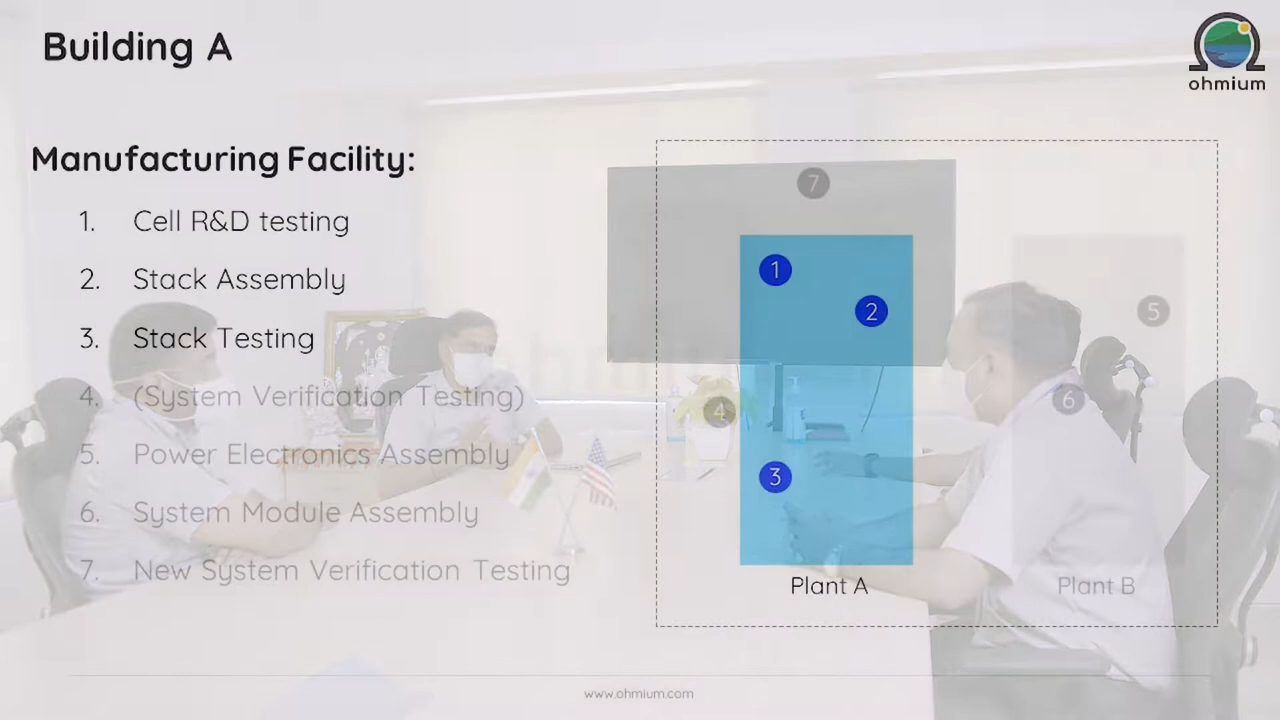 Building A
ohmium
Manufacturing Facility:
1. Cell R&D testing
2. Stack Assembly
3. Stack Testing
4. (System Verification Testing)
5. Power Electronics Assembly
6. System Module Assembly
7. New System Verification Testing
7
1
2
5
6
4
3
Plant A
Plant B
www.ohmium.com